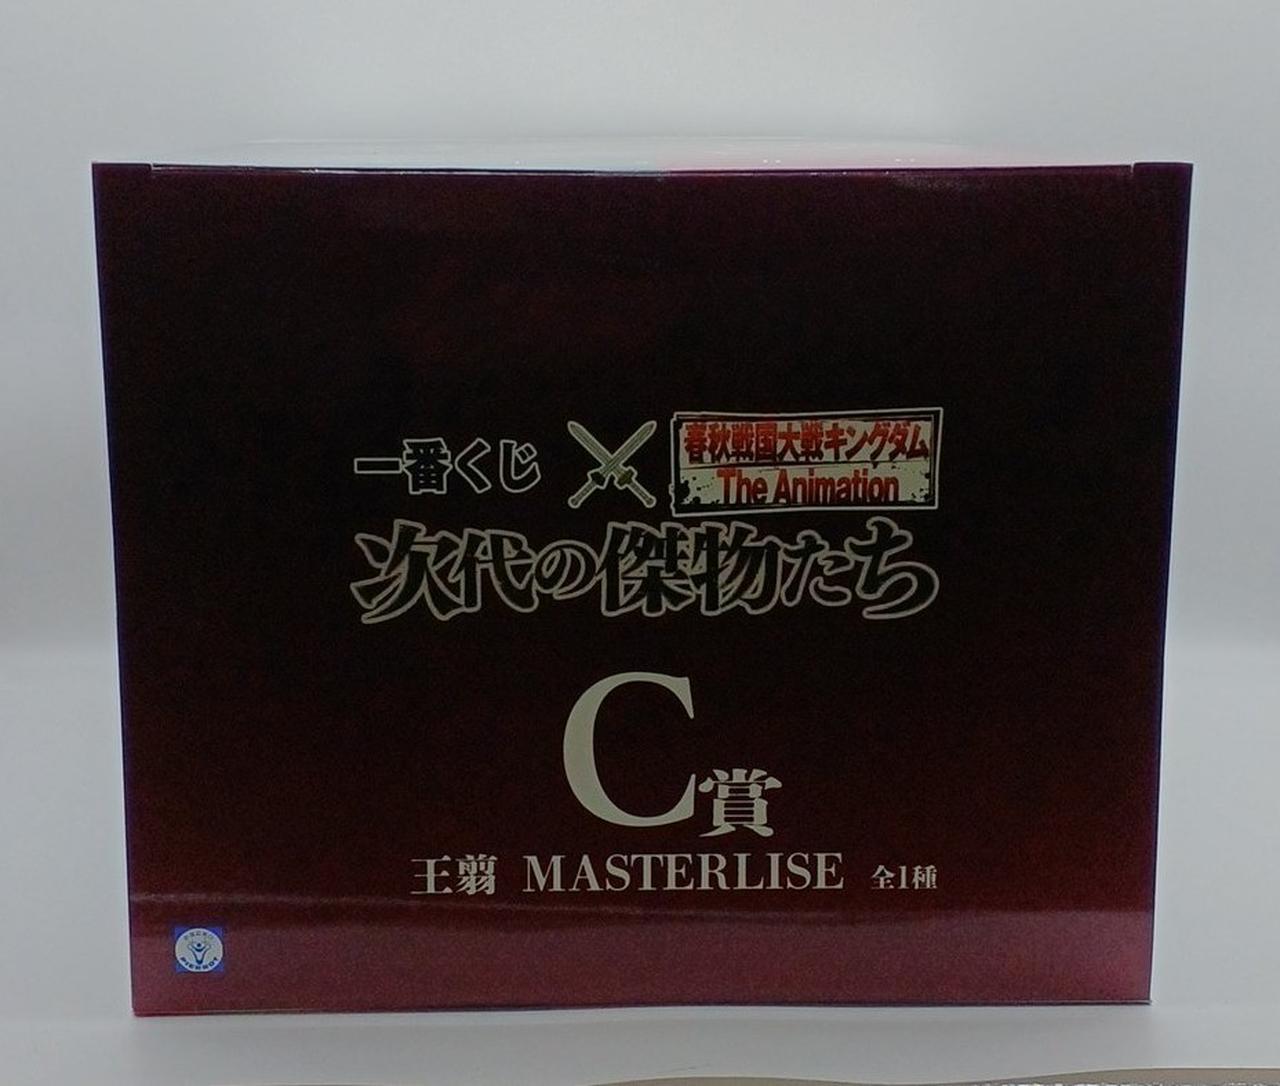 一番くじ
春秋戦国大戦キングダム
The Animation
次代の傑物たち
C賞
王翦 MASTERLISE 全1種
PIERROT